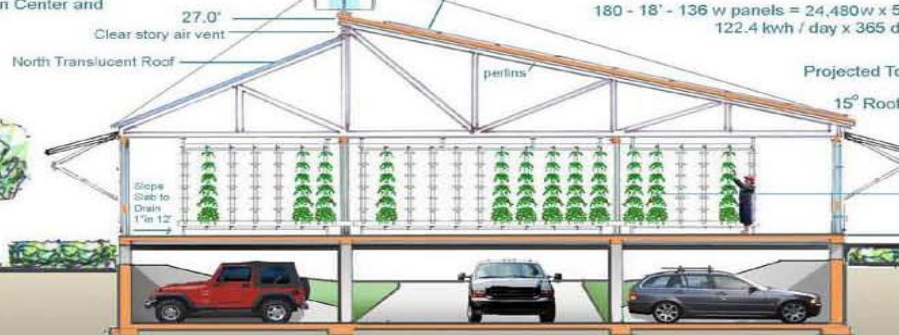 n Center and
27.0'
Clear story air vent
North Translucent Roof
perlins
180 - 18' - 136 w panels = 24,480w x 5
122.4 kwh / day x 365 d
Projected To
15° Roof
Slope
Slab to
Drain
1"in 12'